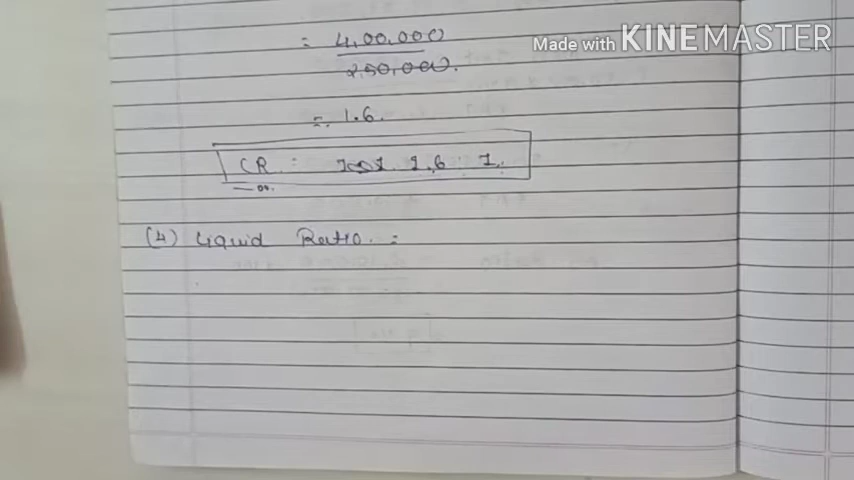 = 4,00,000
Made with KINEMASTER
2,50,000.
= 1.6.
CR = 1.6 : 1.
(4) Liquid Ratio :